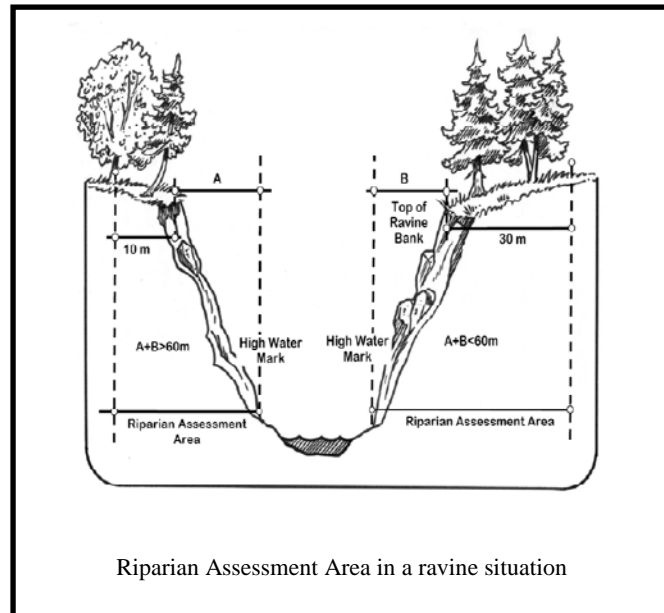 A
B
Top of
Ravine
Bank
10 m
30 m
A+B>60m
High Water
Mark
High Water
Mark
A+B<60m
Riparian Assessment
Area
Riparian Assessment Area
Riparian Assessment Area in a ravine situation